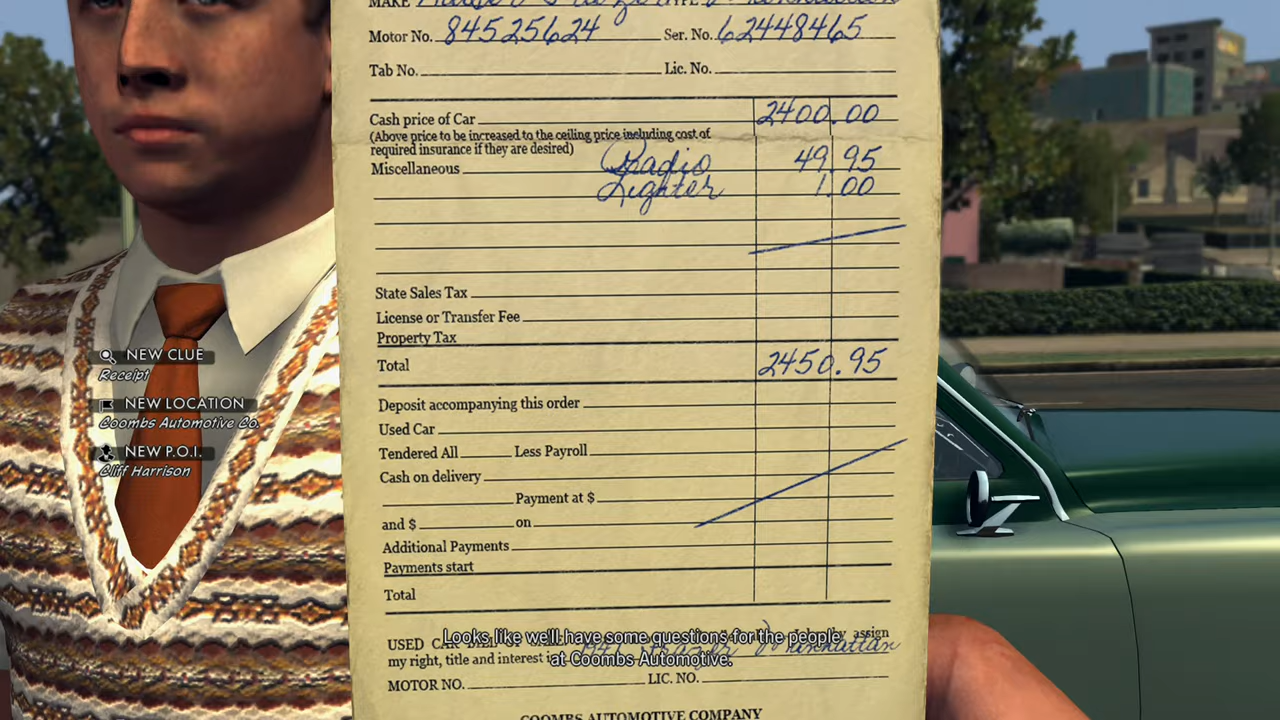 MAKE
Motor No. 84525624 Ser. No. 62448465
Tab No. Lic. No.
Cash price of Car 2400.00
(Above price to be increased to the ceiling price including cost of
required insurance if they are desired)
Radio 49.95
Miscellaneous
Lighter 1.00
State Sales Tax
License or Transfer Fee
Property Tax
Total 2450.95
Deposit accompanying this order
Used Car
Tendered All Less Payroll
Cash on delivery
Payment at $
and $ on
Additional Payments
Payments start
Total
USED CAR assign
my right, title and interest Manhattan
MOTOR NO. LIC. NO.
COOMBS AUTOMOTIVE COMPANY
NEW CLUE
Receipt
NEW LOCATION
Coombs Automotive Co.
NEW P.O.I.
Cliff Harrison
Looks like we'll have some questions for the people
at Coombs Automotive.